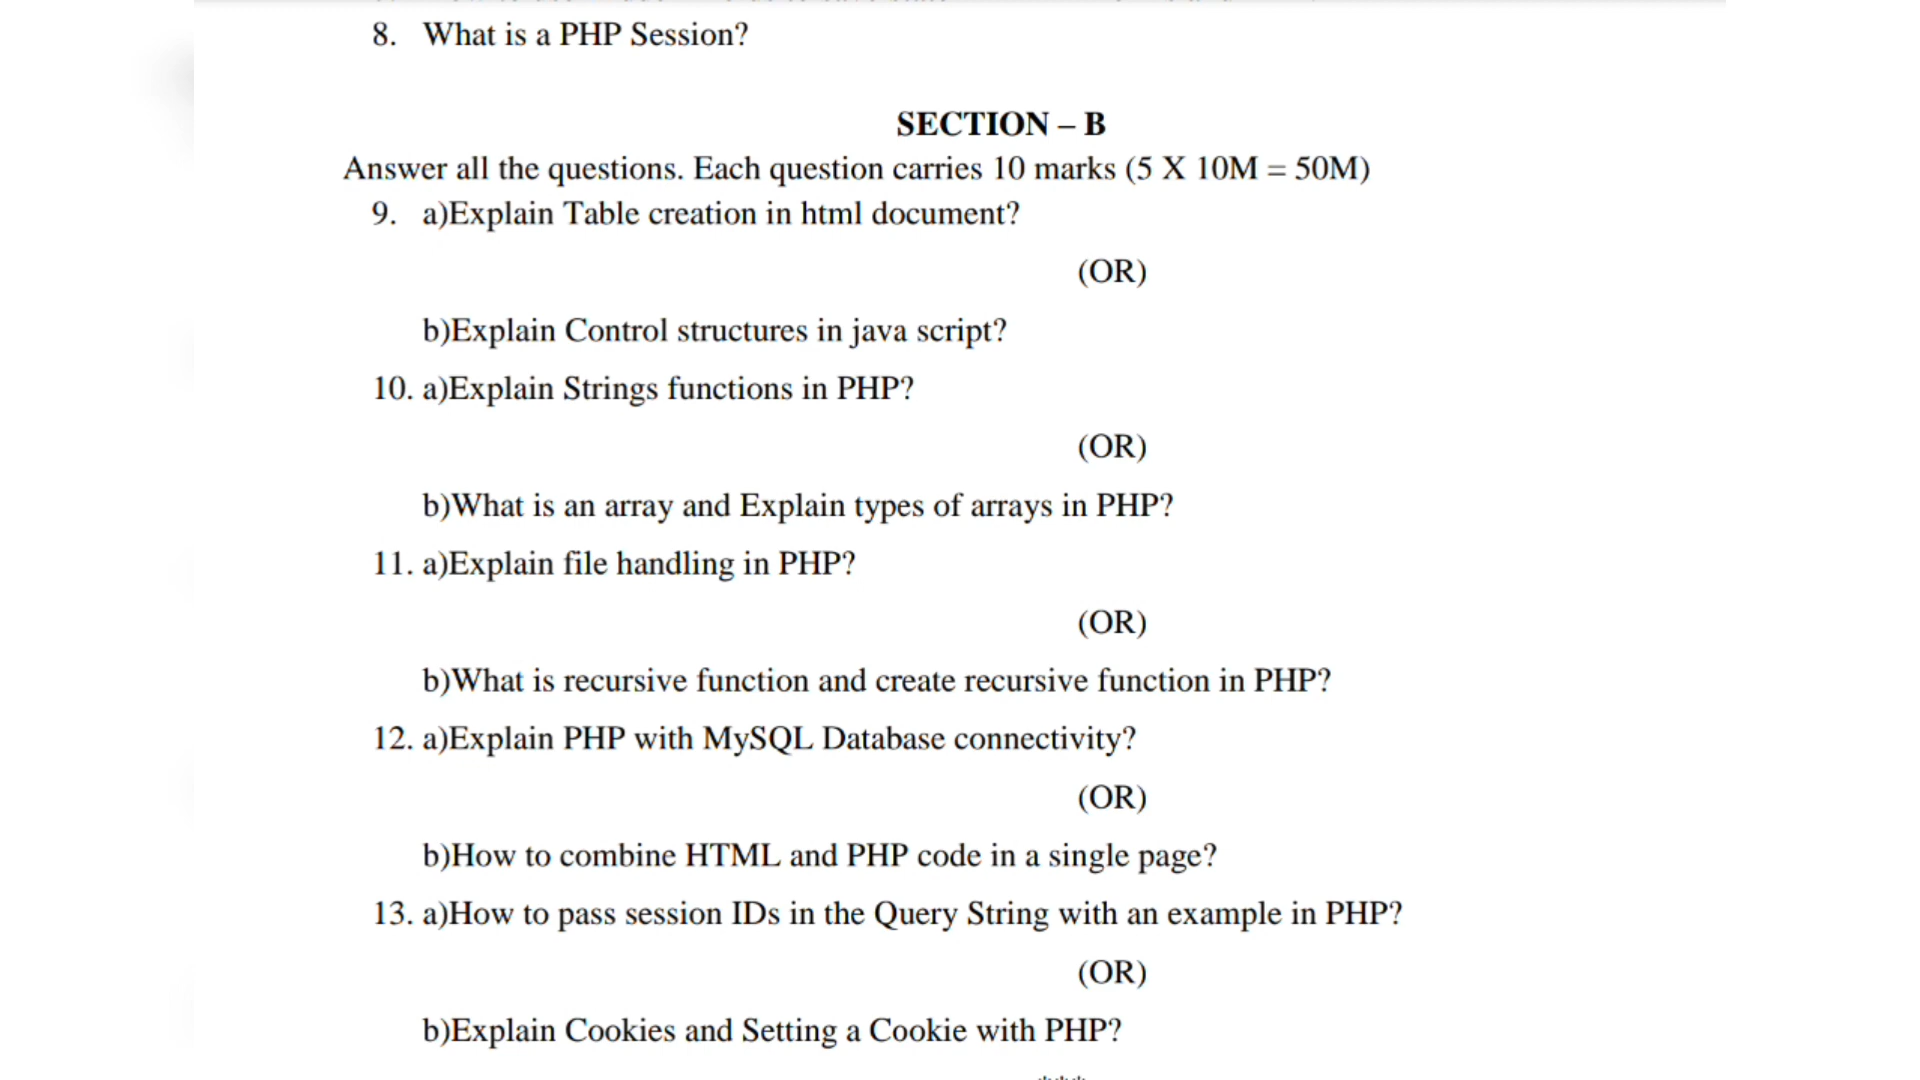 8. What is a PHP Session?
SECTION – B
Answer all the questions. Each question carries 10 marks (5 X 10M = 50M)
9. a)Explain Table creation in html document?
(OR)
b)Explain Control structures in java script?
10. a)Explain Strings functions in PHP?
(OR)
b)What is an array and Explain types of arrays in PHP?
11. a)Explain file handling in PHP?
(OR)
b)What is recursive function and create recursive function in PHP?
12. a)Explain PHP with MySQL Database connectivity?
(OR)
b)How to combine HTML and PHP code in a single page?
13. a)How to pass session IDs in the Query String with an example in PHP?
(OR)
b)Explain Cookies and Setting a Cookie with PHP?